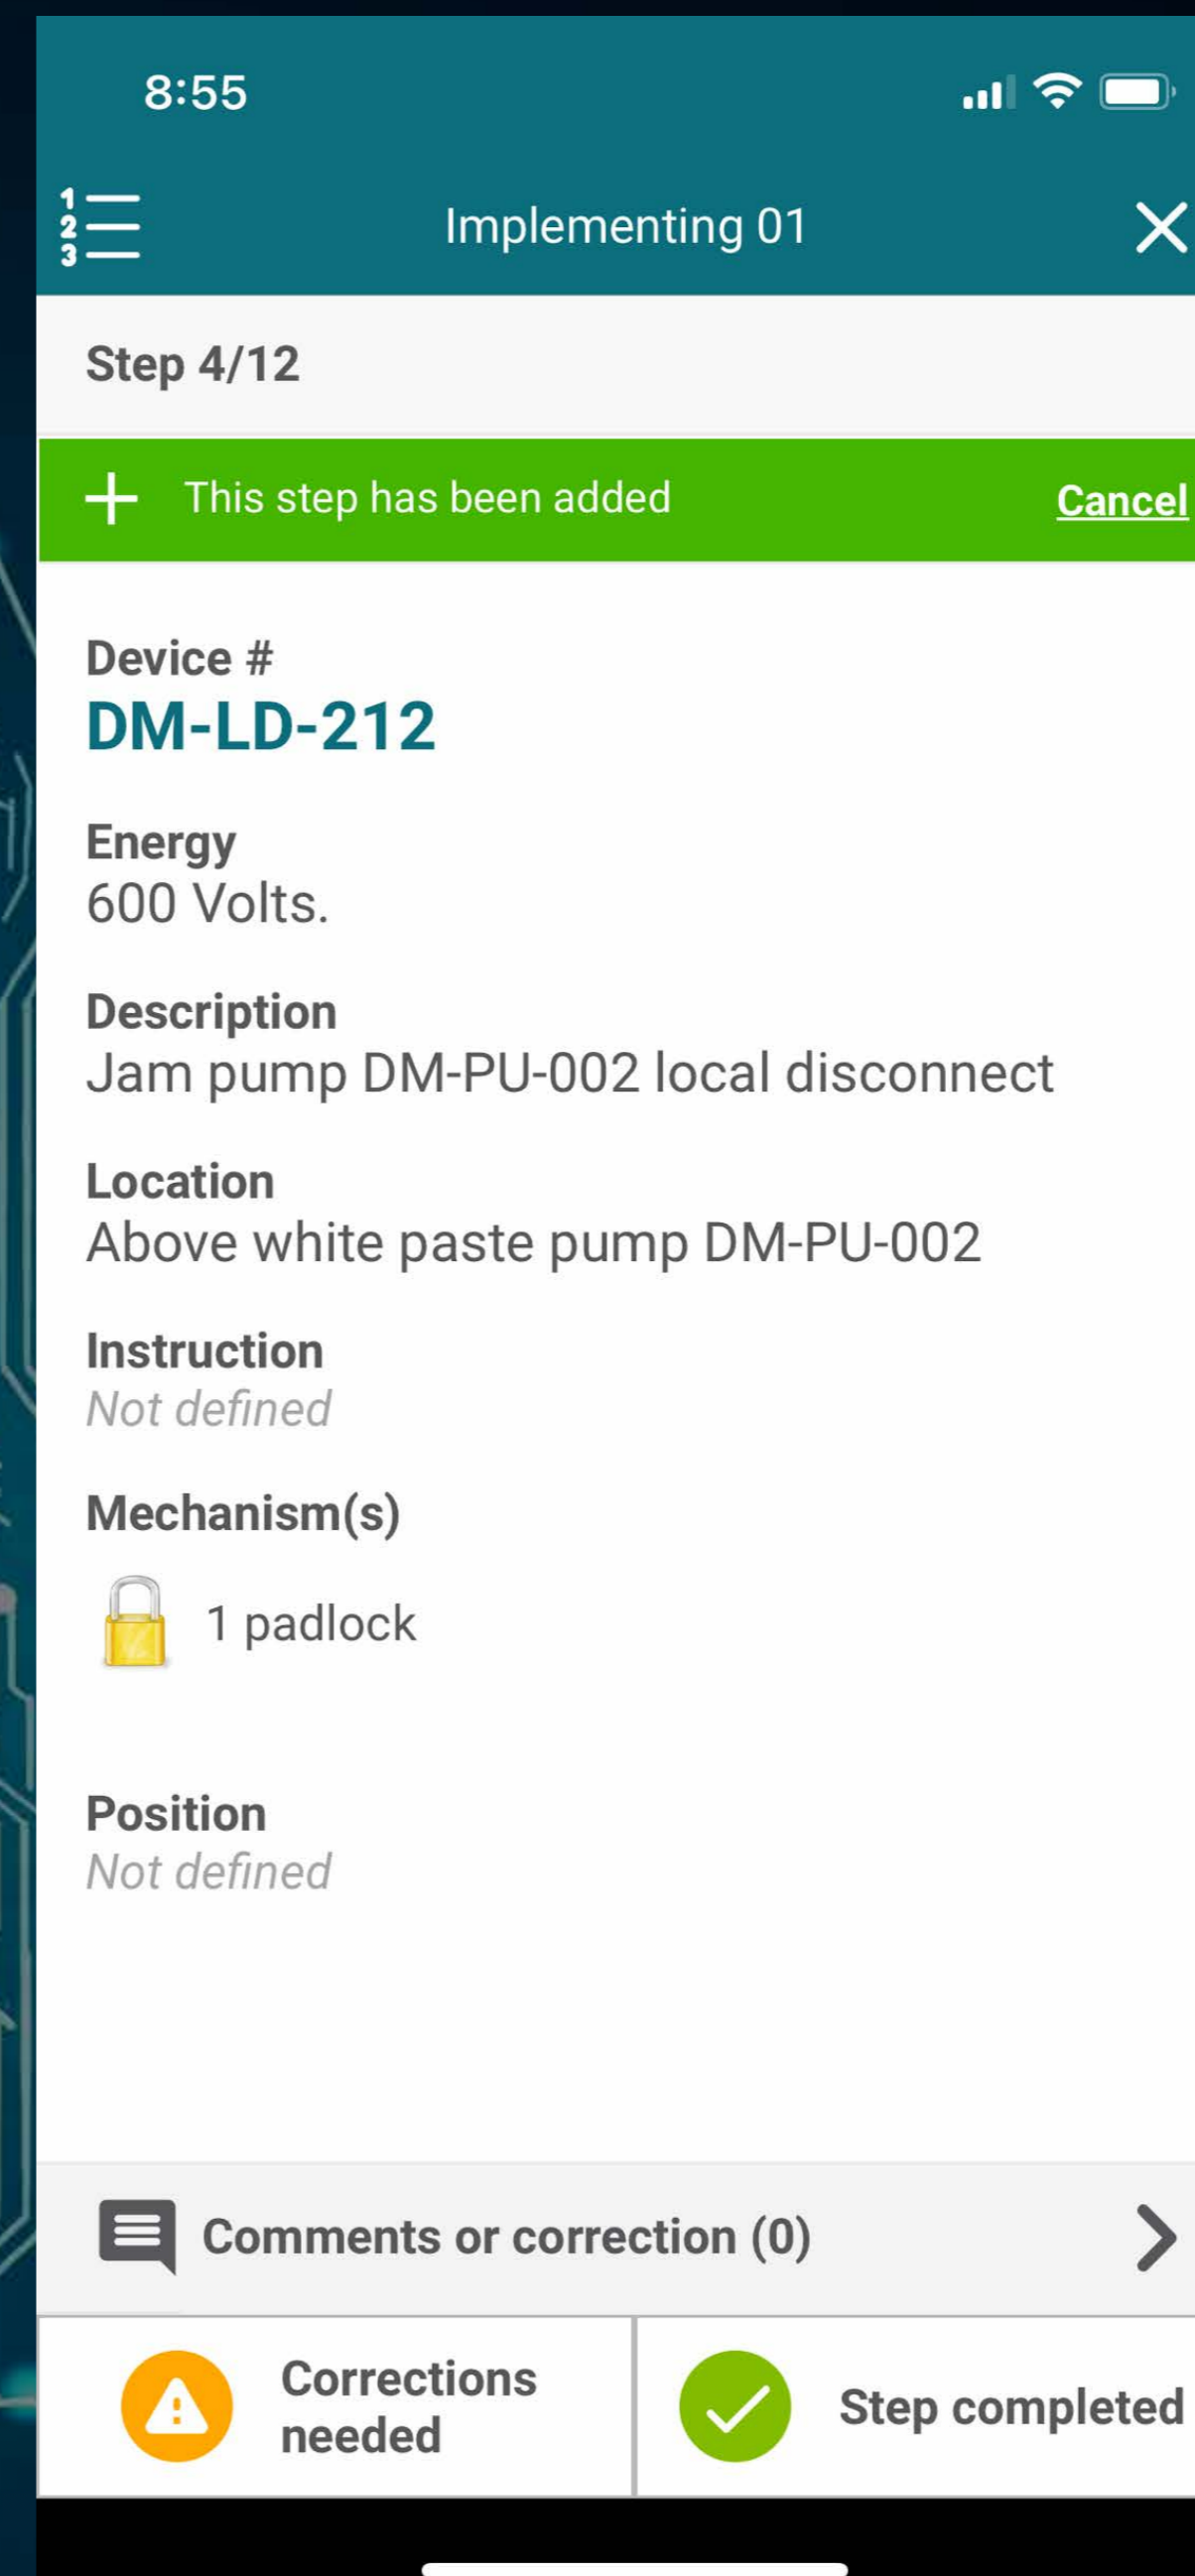 8:55
Implementing 01
Step 4/12
This step has been added
Cancel
Device #
DM-LD-212
Energy
600 Volts.
Description
Jam pump DM-PU-002 local disconnect
Location
Above white paste pump DM-PU-002
Instruction
Not defined
Mechanism(s)
1 padlock
Position
Not defined
Comments or correction (0)
Corrections
needed
Step completed